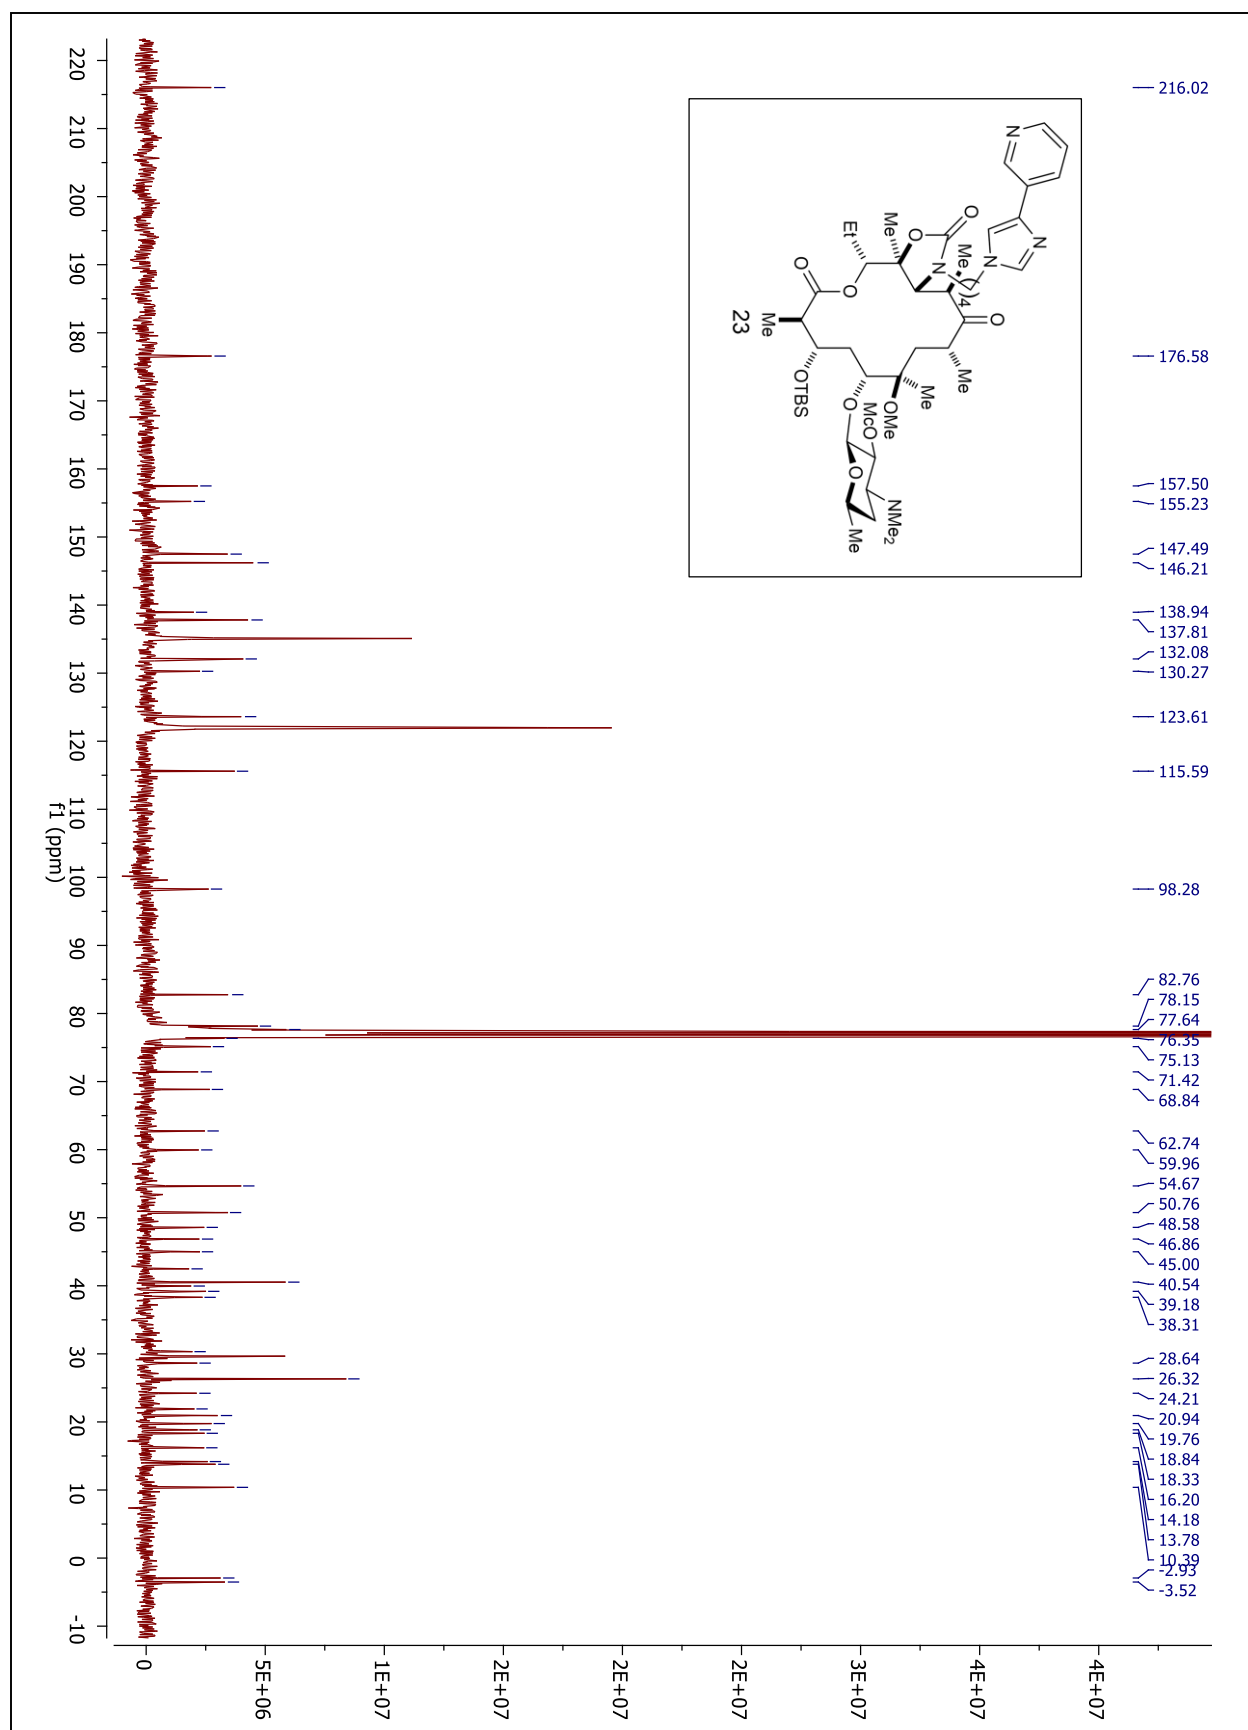 216.02
176.58
157.50
155.23
147.49
146.21
138.94
137.81
132.08
130.27
123.61
115.59
98.28
82.76
78.15
77.64
76.35
75.13
71.42
68.84
62.74
59.96
54.67
50.76
48.58
46.86
45.00
40.54
39.18
38.31
28.64
26.32
24.21
20.94
19.76
18.84
18.33
16.20
14.18
13.78
10.39
-2.93
-3.52
N
N
N
O
O
N
Me
)4
O
Me
Me
Et
O
O
Me
23
OTBS
O
OMe
Me
McO
O
NMe2
Me
220 210 200 190 180 170 160 150 140 130 120 110 100 90 80 70 60 50 40 30 20 10 0 -10
f1 (ppm)
0
5E+06
1E+07
2E+07
2E+07
2E+07
3E+07
4E+07
4E+07